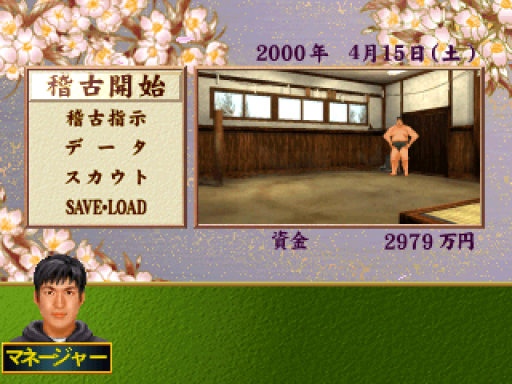 2000年 4月15日(土)
稽古開始
稽古指示
データ
スカウト
SAVE•LOAD
資金 2979万円
マネージャー